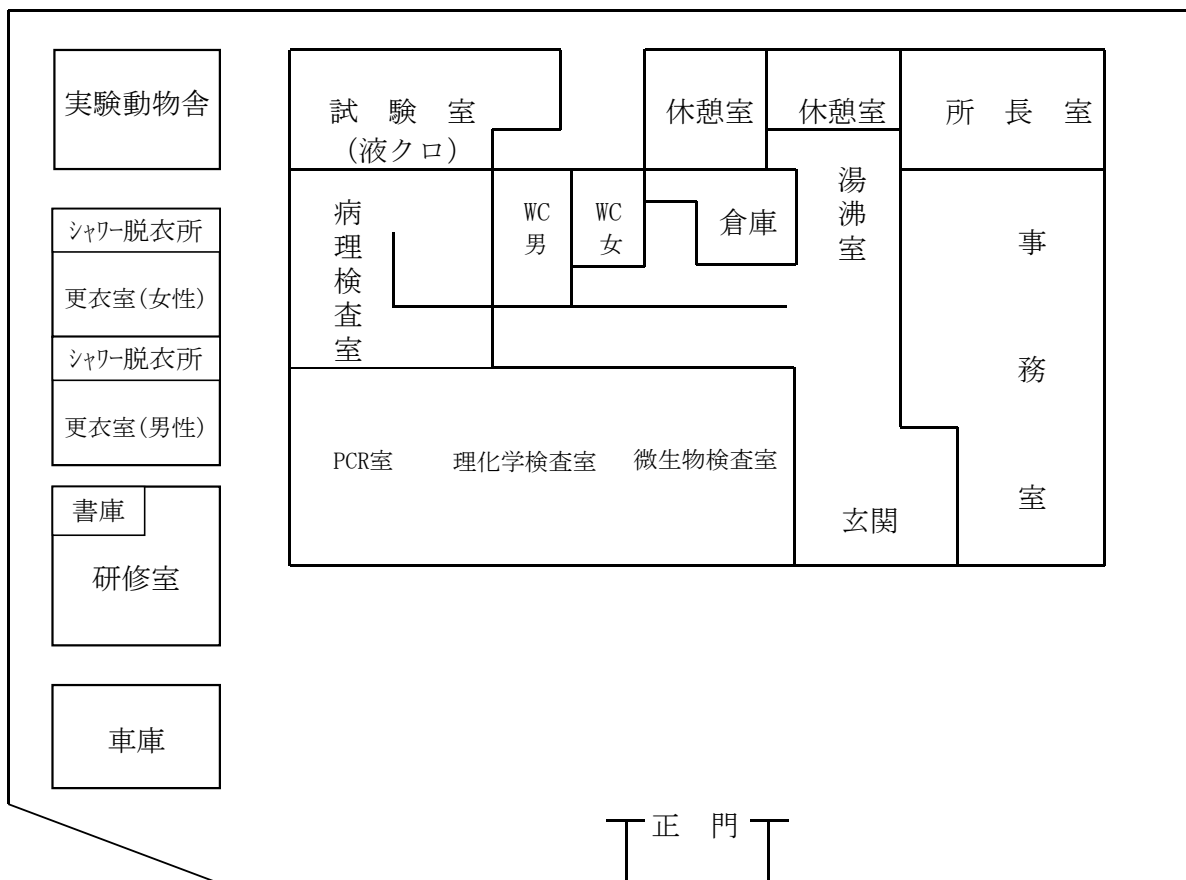 実験動物舎
シャワー脱衣所
更衣室(女性)
シャワー脱衣所
更衣室(男性)
書庫
研修室
車庫
試験室
(液クロ)
病理検査室
WC
男
WC
女
休憩室
倉庫
休憩室
湯沸室
所長室
事務室
PCR室
理化学検査室
微生物検査室
玄関
正門